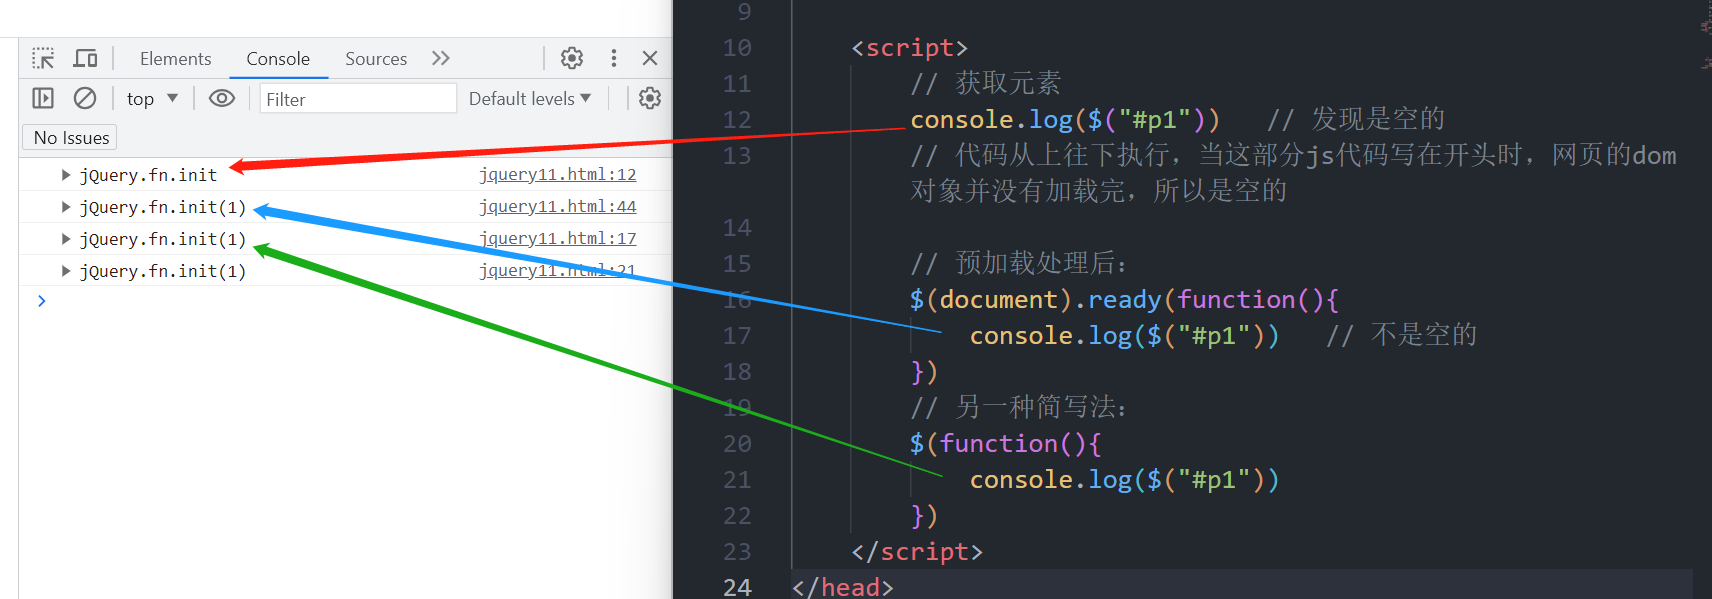 Elements Console Sources
top Filter Default levels
No Issues
jQuery.fn.init jquery11.html:12
jQuery.fn.init(1) jquery11.html:44
jQuery.fn.init(1) jquery11.html:17
jQuery.fn.init(1) jquery11.html:21
9
10 <script>
11 // 获取元素
12 console.log($("#p1")) // 发现是空的
13 // 代码从上往下执行，当这部分js代码写在开头时，网页的dom
对象并没有加载完，所以是空的
14
15 // 预加载处理后：
16 $(document).ready(function(){
17 console.log($("#p1")) // 不是空的
18 })
19 // 另一种简写法：
20 $(function(){
21 console.log($("#p1"))
22 })
23 </script>
24 </head>